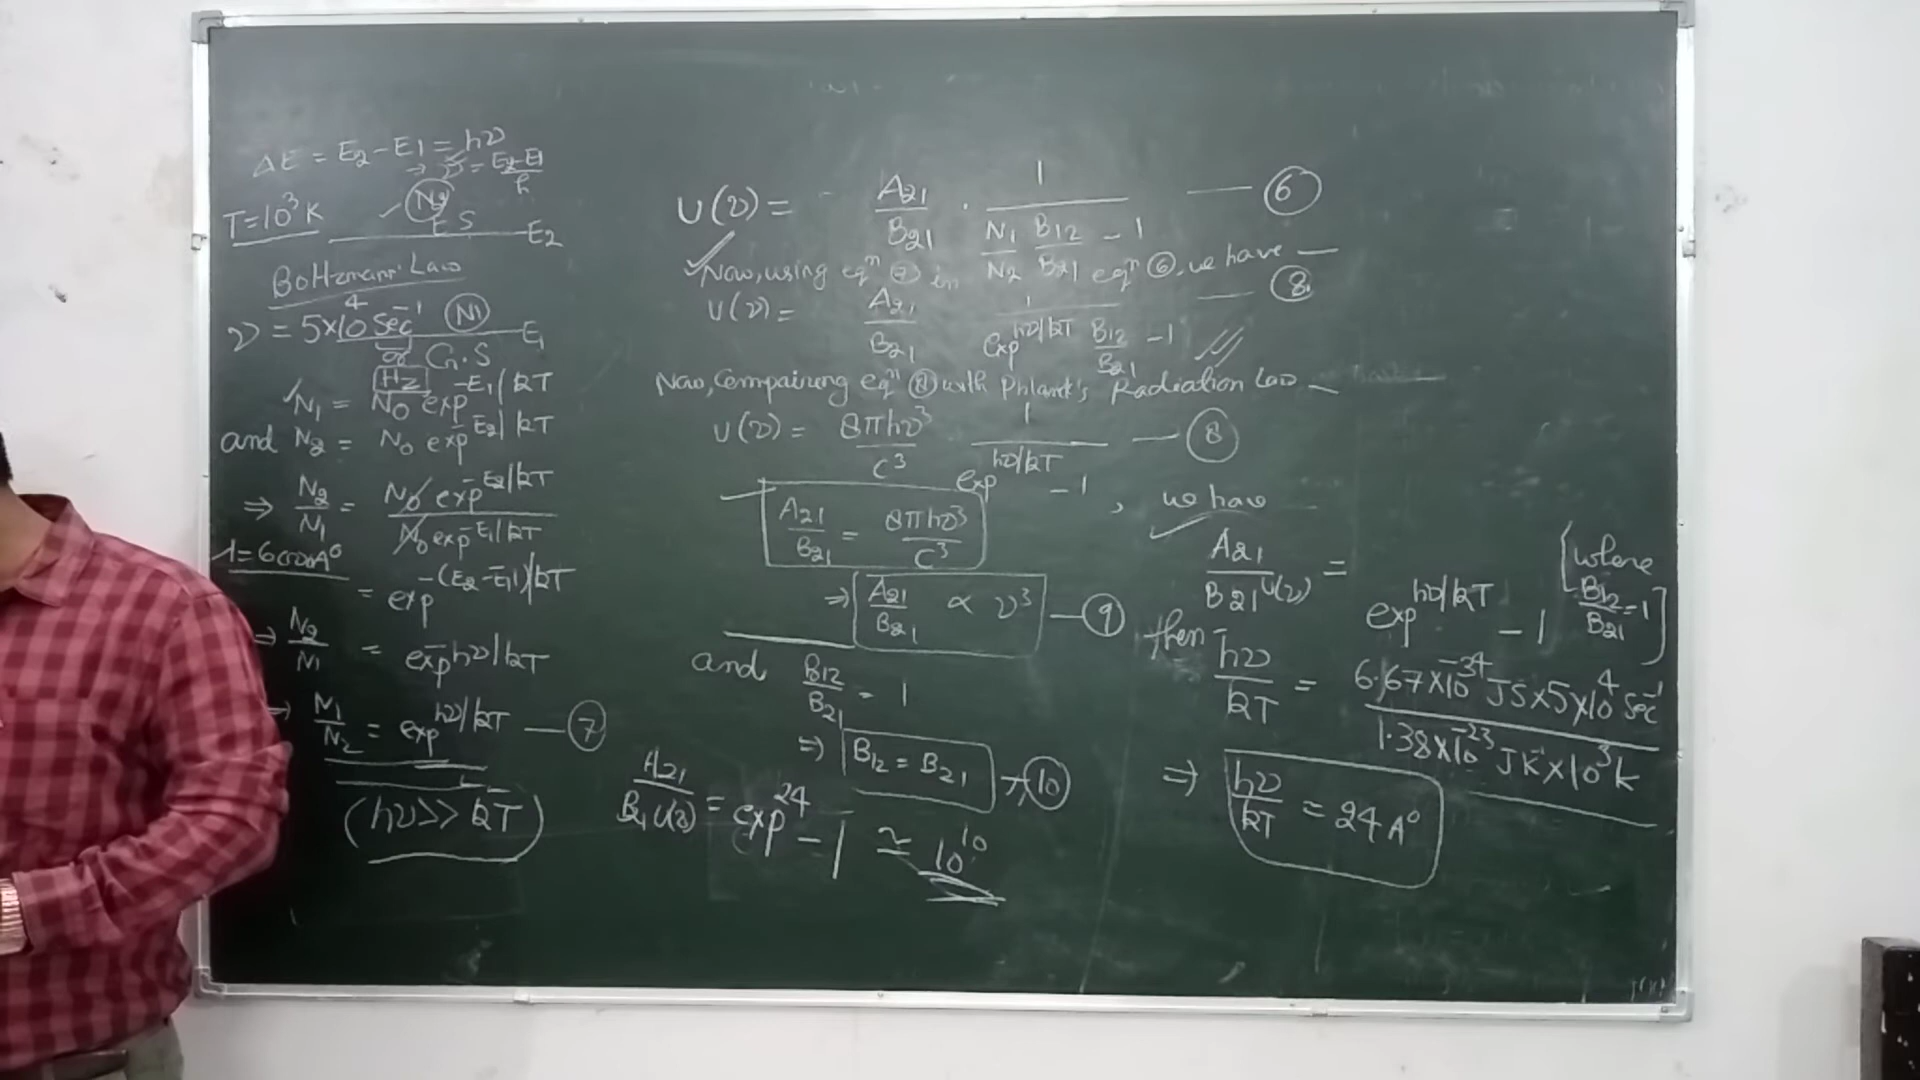 ΔE = E₂ – E₁ = hν
⇒ ν = E₂–E₁/h
T = 10³ K
N₂
E S
E₂
Boltzmann Law
ν = 5×10⁴ Sec⁻¹
N₁
E₁
or G.S
Hz
N₁ = N₀ exp^-E₁/kT
and N₂ = N₀ exp^-E₂/kT
⇒ N₂/N₁ = N₀ exp^-E₂/kT / N₀ exp^-E₁/kT
λ = 6000A⁰
= exp^-(E₂-E₁)/kT
⇒ N₂/N₁ = exp^-hν/kT
⇒ N₁/N₂ = exp^hν/kT — 7
(hν >> kT)
U(ν) = A₂₁/B₂₁ · 1/(N₁/N₂ B₁₂/B₂₁ – 1) — 6
Now, using eqⁿ 7 in eqⁿ 6, we have —
U(ν) = A₂₁/B₂₁ 1/(exp^hν/kT B₁₂/B₂₁ – 1) — 8
Now, Compairing eqⁿ 8 with Phlanck's Radiation Law —
U(ν) = 8πhν³/c³ 1/(exp^hν/kT – 1) — 8
, we have
A₂₁/B₂₁ = 8πhν³/c³
⇒ A₂₁/B₂₁ ∝ ν³ — 9
and B₁₂/B₂₁ = 1
⇒ B₁₂ = B₂₁ — 10
A₂₁/B₂₁U(ν) = exp²⁴ – 1 ≃ 10¹⁰
A₂₁/B₂₁U(ν) = exp^hν/kT – 1 [where B₁₂/B₂₁ = 1]
then hν/kT = 6.67×10⁻³⁴ JS×5×10⁴ Sec⁻¹ / 1.38×10⁻²³ JK⁻¹×10³K
⇒ hν/kT = 24 A⁰